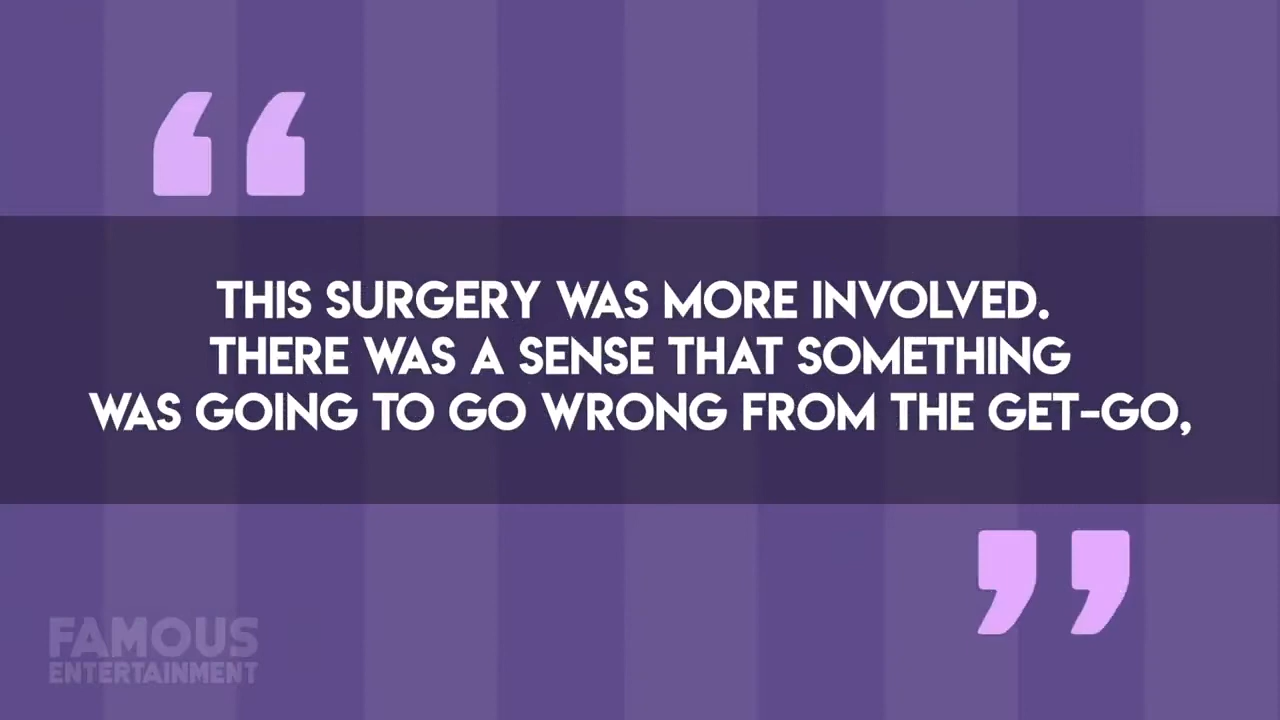 THIS SURGERY WAS MORE INVOLVED.
THERE WAS A SENSE THAT SOMETHING
WAS GOING TO GO WRONG FROM THE GET-GO,
FAMOUS
ENTERTAINMENT